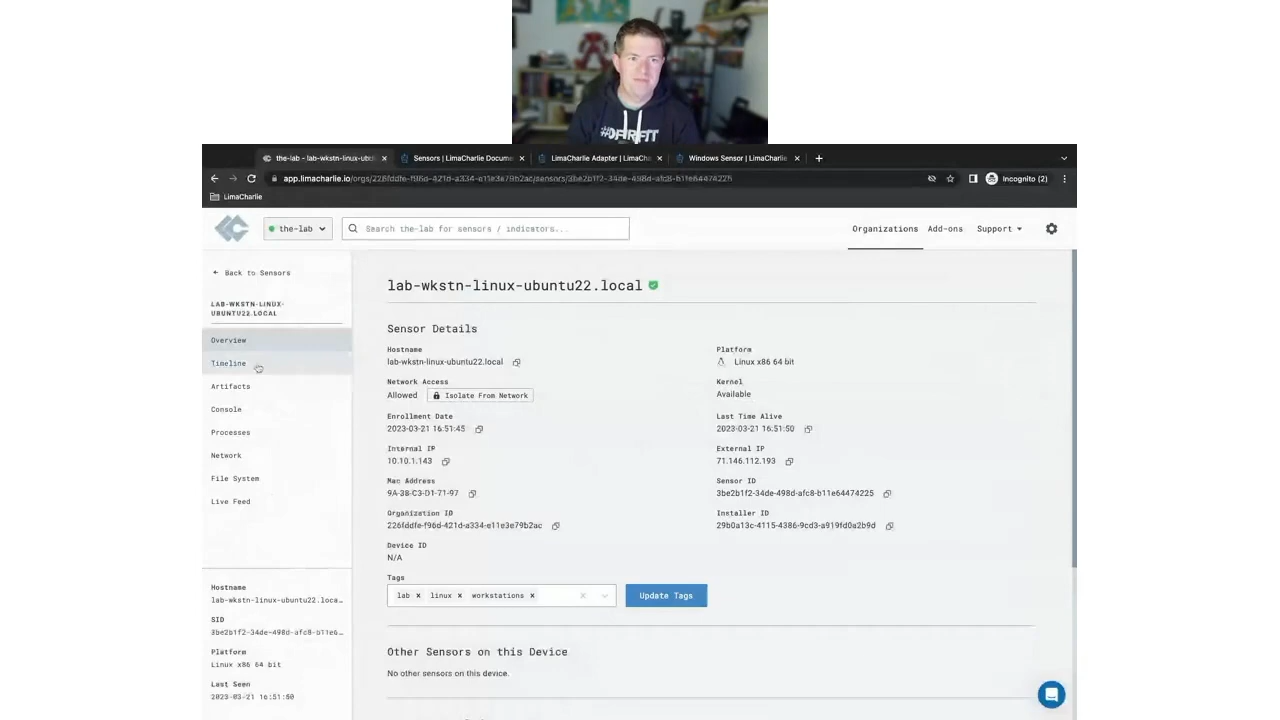 #DFIRFIT
the-lab - lab-wkstn-linux-ub
Sensors | LimaCharlie Docume
LimaCharlie Adapter | LimaCha
Windows Sensor | LimaCharlie
LimaCharlie
Incognito (2)
the-lab
Search the-lab for sensors / indicators...
Organizations
Add-ons
Support
Back to Sensors
LAB-WKSTN-LINUX-
UBUNTU22.LOCAL
Overview
Timeline
Artifacts
Console
Processes
Network
File System
Live Feed
Hostname
lab-wkstn-linux-ubuntu22.loca…
SID
3be2b1f2-34de-498d-afc8-b11e6…
Platform
Linux x86 64 bit
Last Seen
2023-03-21 16:51:50
lab-wkstn-linux-ubuntu22.local
Sensor Details
Hostname
lab-wkstn-linux-ubuntu22.local
Platform
Linux x86 64 bit
Network Access
Allowed Isolate From Network
Kernel
Available
Enrollment Date
2023-03-21 16:51:45
Last Time Alive
2023-03-21 16:51:50
Internal IP
10.10.1.143
External IP
71.146.112.193
Mac Address
9A-38-C3-D1-71-97
Sensor ID
3be2b1f2-34de-498d-afc8-b11e64474225
Organization ID
226fddfe-f96d-421d-a334-e11e3e79b2ac
Installer ID
29b0a13c-4115-4386-9cd3-a919fd0a2b9d
Device ID
N/A
Tags
lab linux workstations
Update Tags
Other Sensors on this Device
No other sensors on this device.